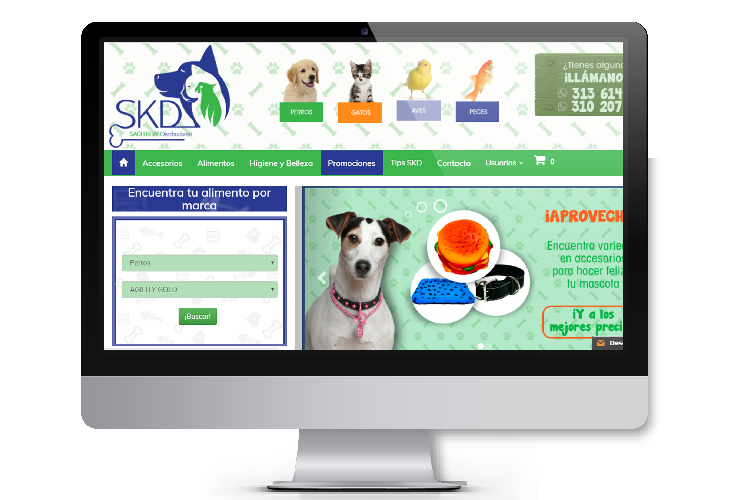 SKD
SACHIKHAN Distribuciones
PERROS
GATOS
AVES
PECES
¿Tienes alguna
¡LLÁMANO
313 614
310 207
Accesorios
Alimentos
Higiene y Belleza
Promociones
Tips SKD
Contacto
Usuarios
0
Encuentra tu alimento por
marca
Perros
AGILITY GOLD
¡Buscar!
¡APROVECH
Encuentra varie
en accesorios
para hacer feliz
tu mascota
¡Y a los
mejores preci